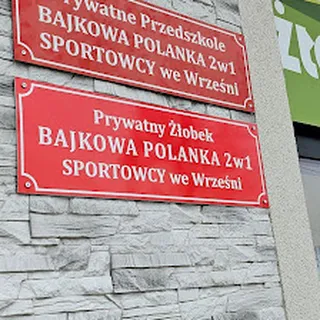 Prywatne Przedszkole
BAJKOWA POLANKA 2w1
SPORTOWCY we Wrześni
Prywatny Żłobek
BAJKOWA POLANKA 2w1
SPORTOWCY we Wrześni